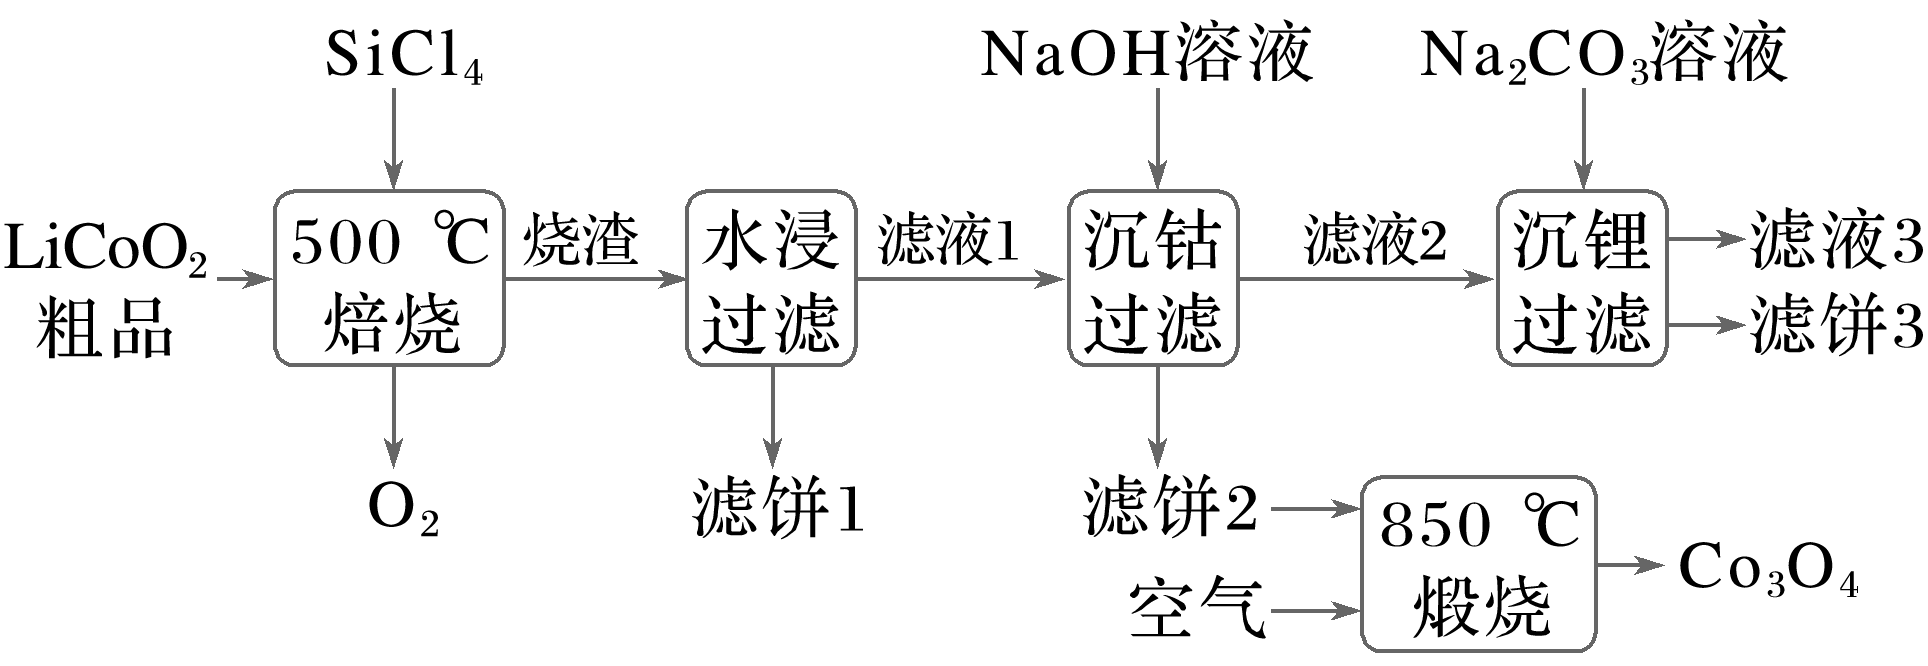 SiCl₄
NaOH溶液
Na₂CO₃溶液
LiCoO₂
粗品
500 ℃
焙烧
烧渣
水浸
过滤
滤液1
沉钴
过滤
滤液2
沉锂
过滤
滤液3
滤饼3
O₂
滤饼1
滤饼2
空气
850 ℃
煅烧
Co₃O₄